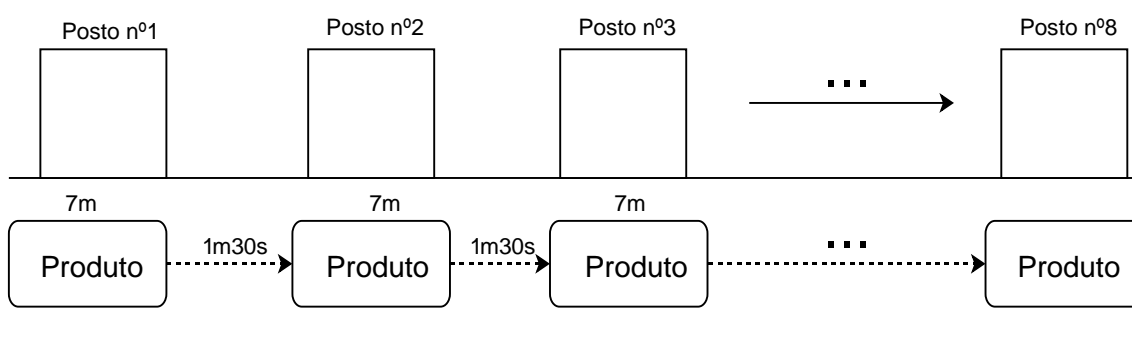 Posto nº1
Posto nº2
Posto nº3
Posto nº8
...
7m
7m
7m
1m30s
1m30s
...
Produto
Produto
Produto
Produto